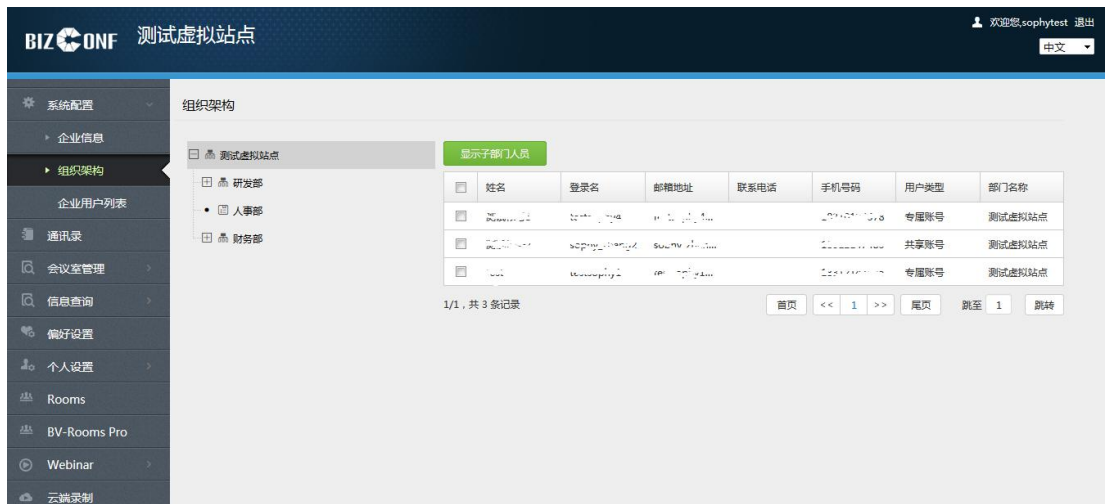 BIZCONF 测试虚拟站点
欢迎您,sophytest 退出
中文
系统配置
企业信息
组织架构
企业用户列表
通讯录
会议室管理
信息查询
偏好设置
个人设置
Rooms
BV-Rooms Pro
Webinar
云端录制
组织架构
测试虚拟站点
研发部
人事部
财务部
显示子部门人员
姓名 登录名 邮箱地址 联系电话 手机号码 用户类型 部门名称
专属账号 测试虚拟站点
共享账号 测试虚拟站点
专属账号 测试虚拟站点
1/1 , 共 3 条记录 首页 << 1 >> 尾页 跳至 1 跳转